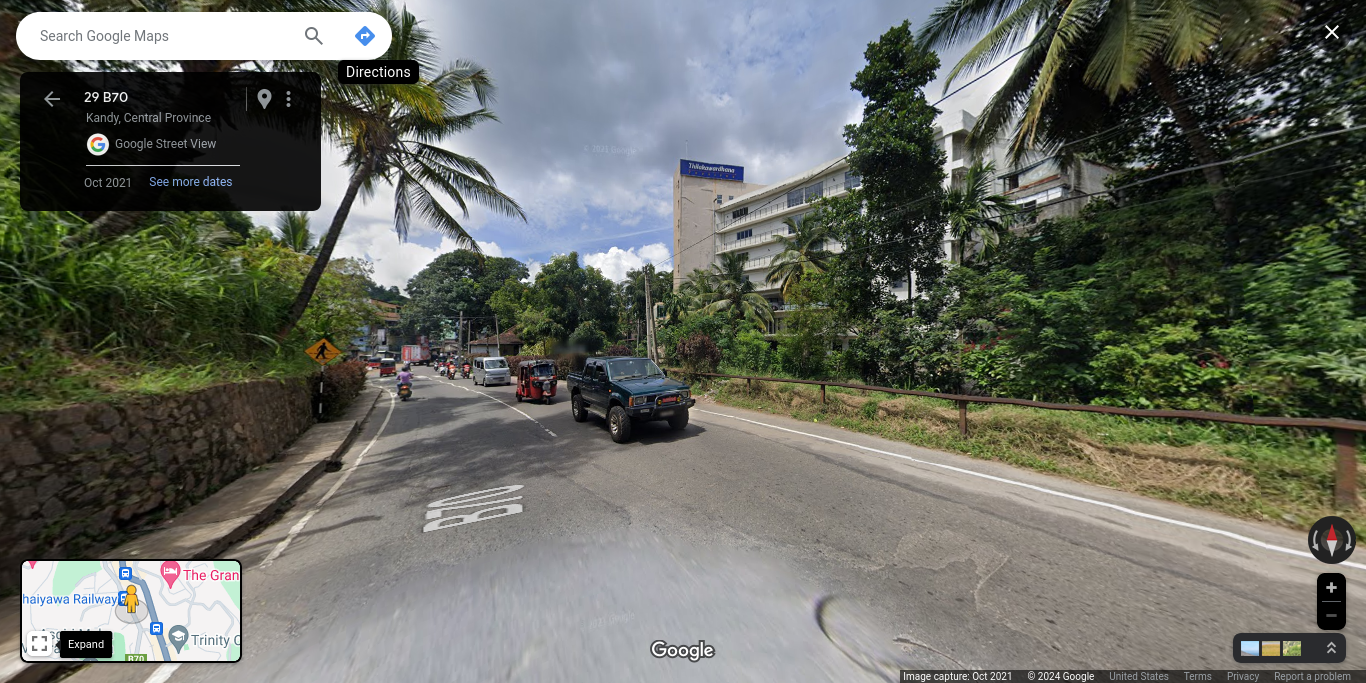 Search Google Maps
Directions
29 B70
Kandy, Central Province
Google Street View
Oct 2021
See more dates
© 2021 Google
Thilakawardhana
B70
The Gran
haiyawa Railway
Trinity C
B70
Expand
Google
Image capture: Oct 2021
© 2024 Google
United States
Terms
Privacy
Report a problem